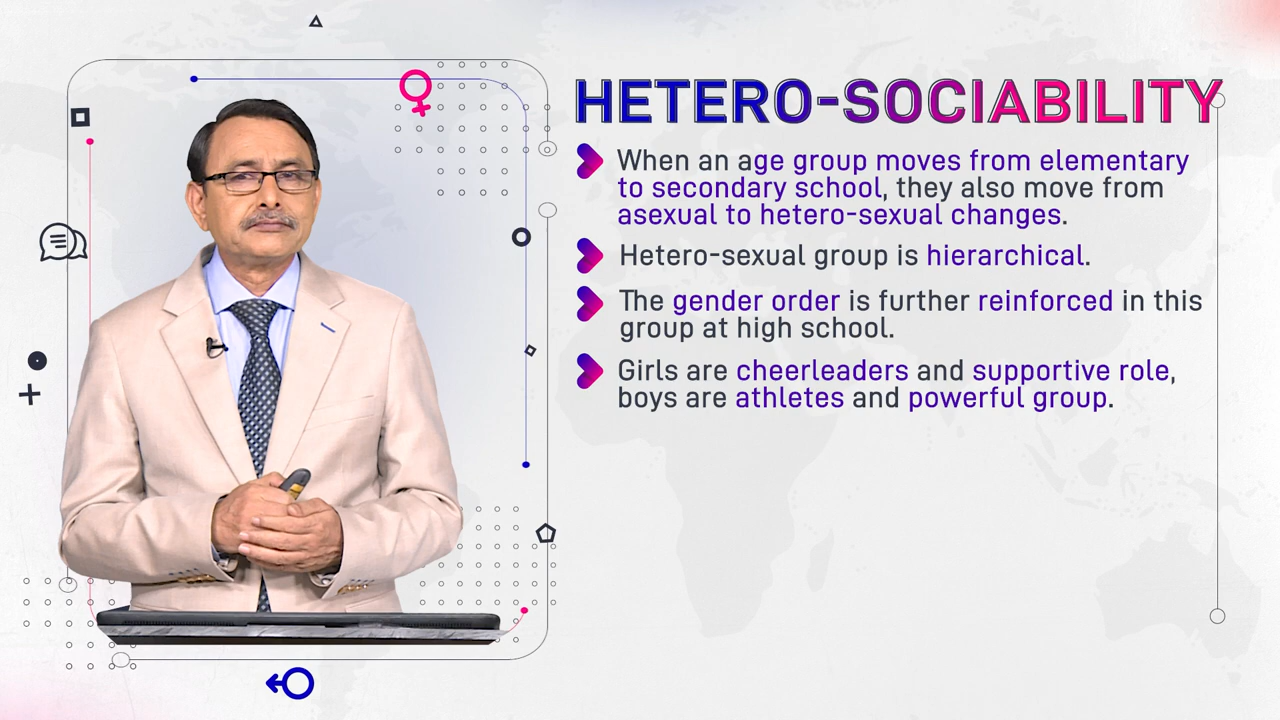 HETERO-SOCIABILITY
When an age group moves from elementary
to secondary school, they also move from
asexual to hetero-sexual changes.
Hetero-sexual group is hierarchical.
The gender order is further reinforced in this
group at high school.
Girls are cheerleaders and supportive role,
boys are athletes and powerful group.